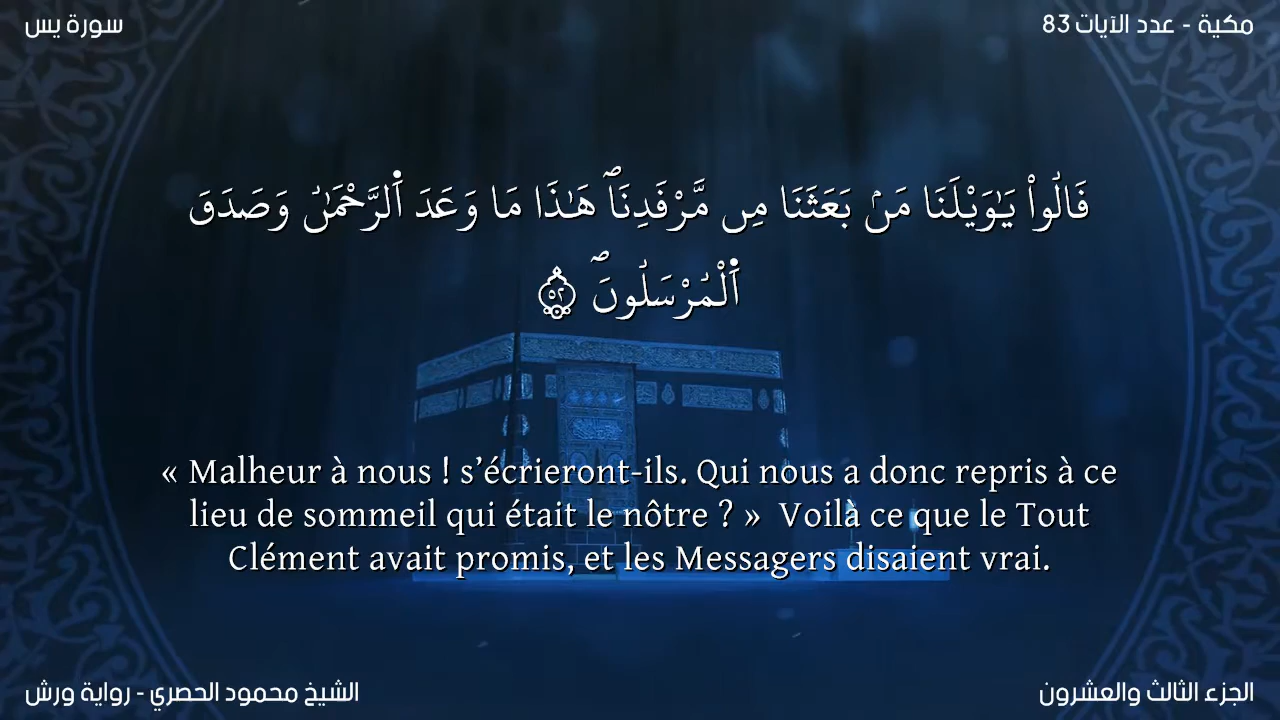 سورة يس
مكية - عدد الآيات 83
قَالُواْ يَٰوَيْلَنَا مَنۢ بَعَثَنَا مِن مَّرْقَدِنَاۖ هَٰذَا مَا وَعَدَ اَ۬لرَّحْمَٰنُ وَصَدَقَ
اَ۬لْمُرْسَلُونَۖ ٥٢
« Malheur à nous ! s’écrieront-ils. Qui nous a donc repris à ce
lieu de sommeil qui était le nôtre ? »  Voilà ce que le Tout
Clément avait promis, et les Messagers disaient vrai.
الشيخ محمود الحصري - رواية ورش
الجزء الثالث والعشرون